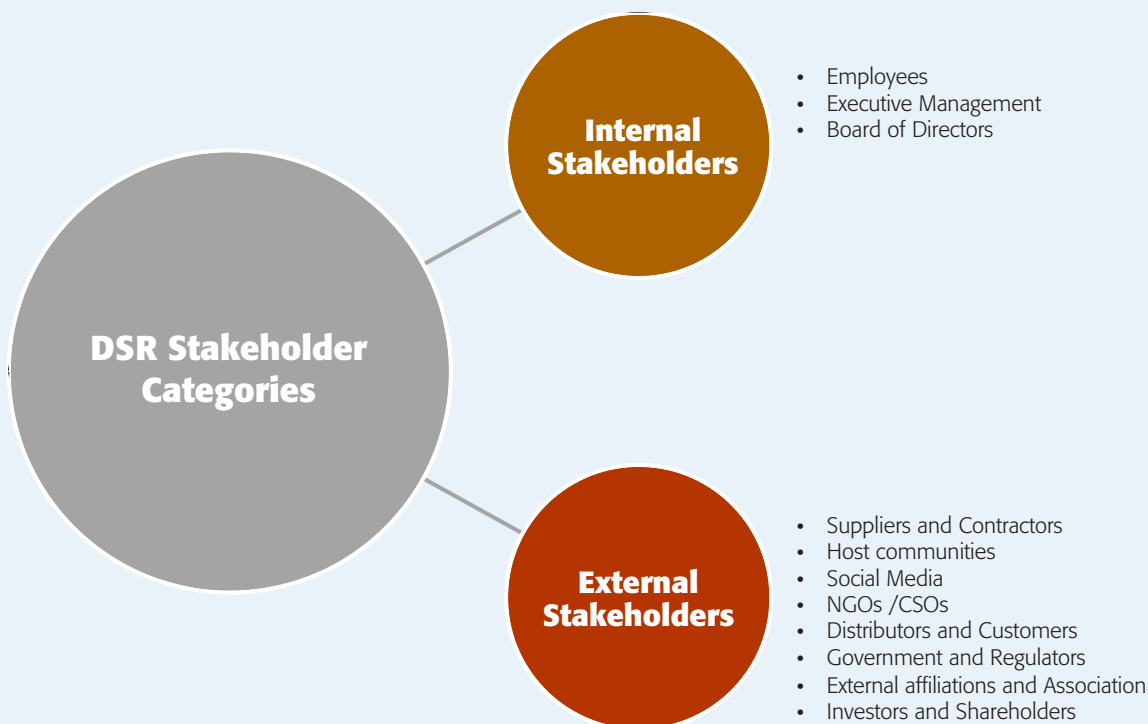 • Employees
• Executive Management
• Board of Directors
Internal
Stakeholders
DSR Stakeholder
Categories
External
Stakeholders
• Suppliers and Contractors
• Host communities
• Social Media
• NGOs /CSOs
• Distributors and Customers
• Government and Regulators
• External affiliations and Association
• Investors and Shareholders